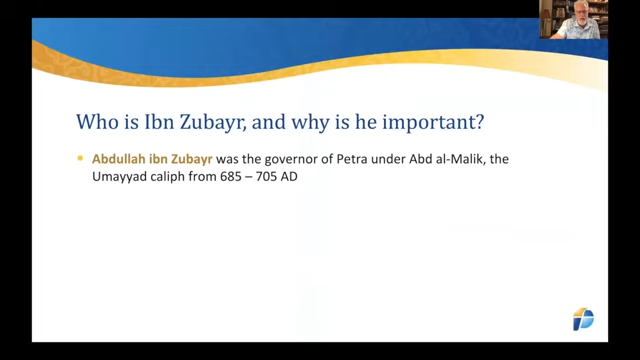 Who is Ibn Zubayr, and why is he important?
Abdullah ibn Zubayr was the governor of Petra under Abd al-Malik, the
Umayyad caliph from 685 – 705 AD